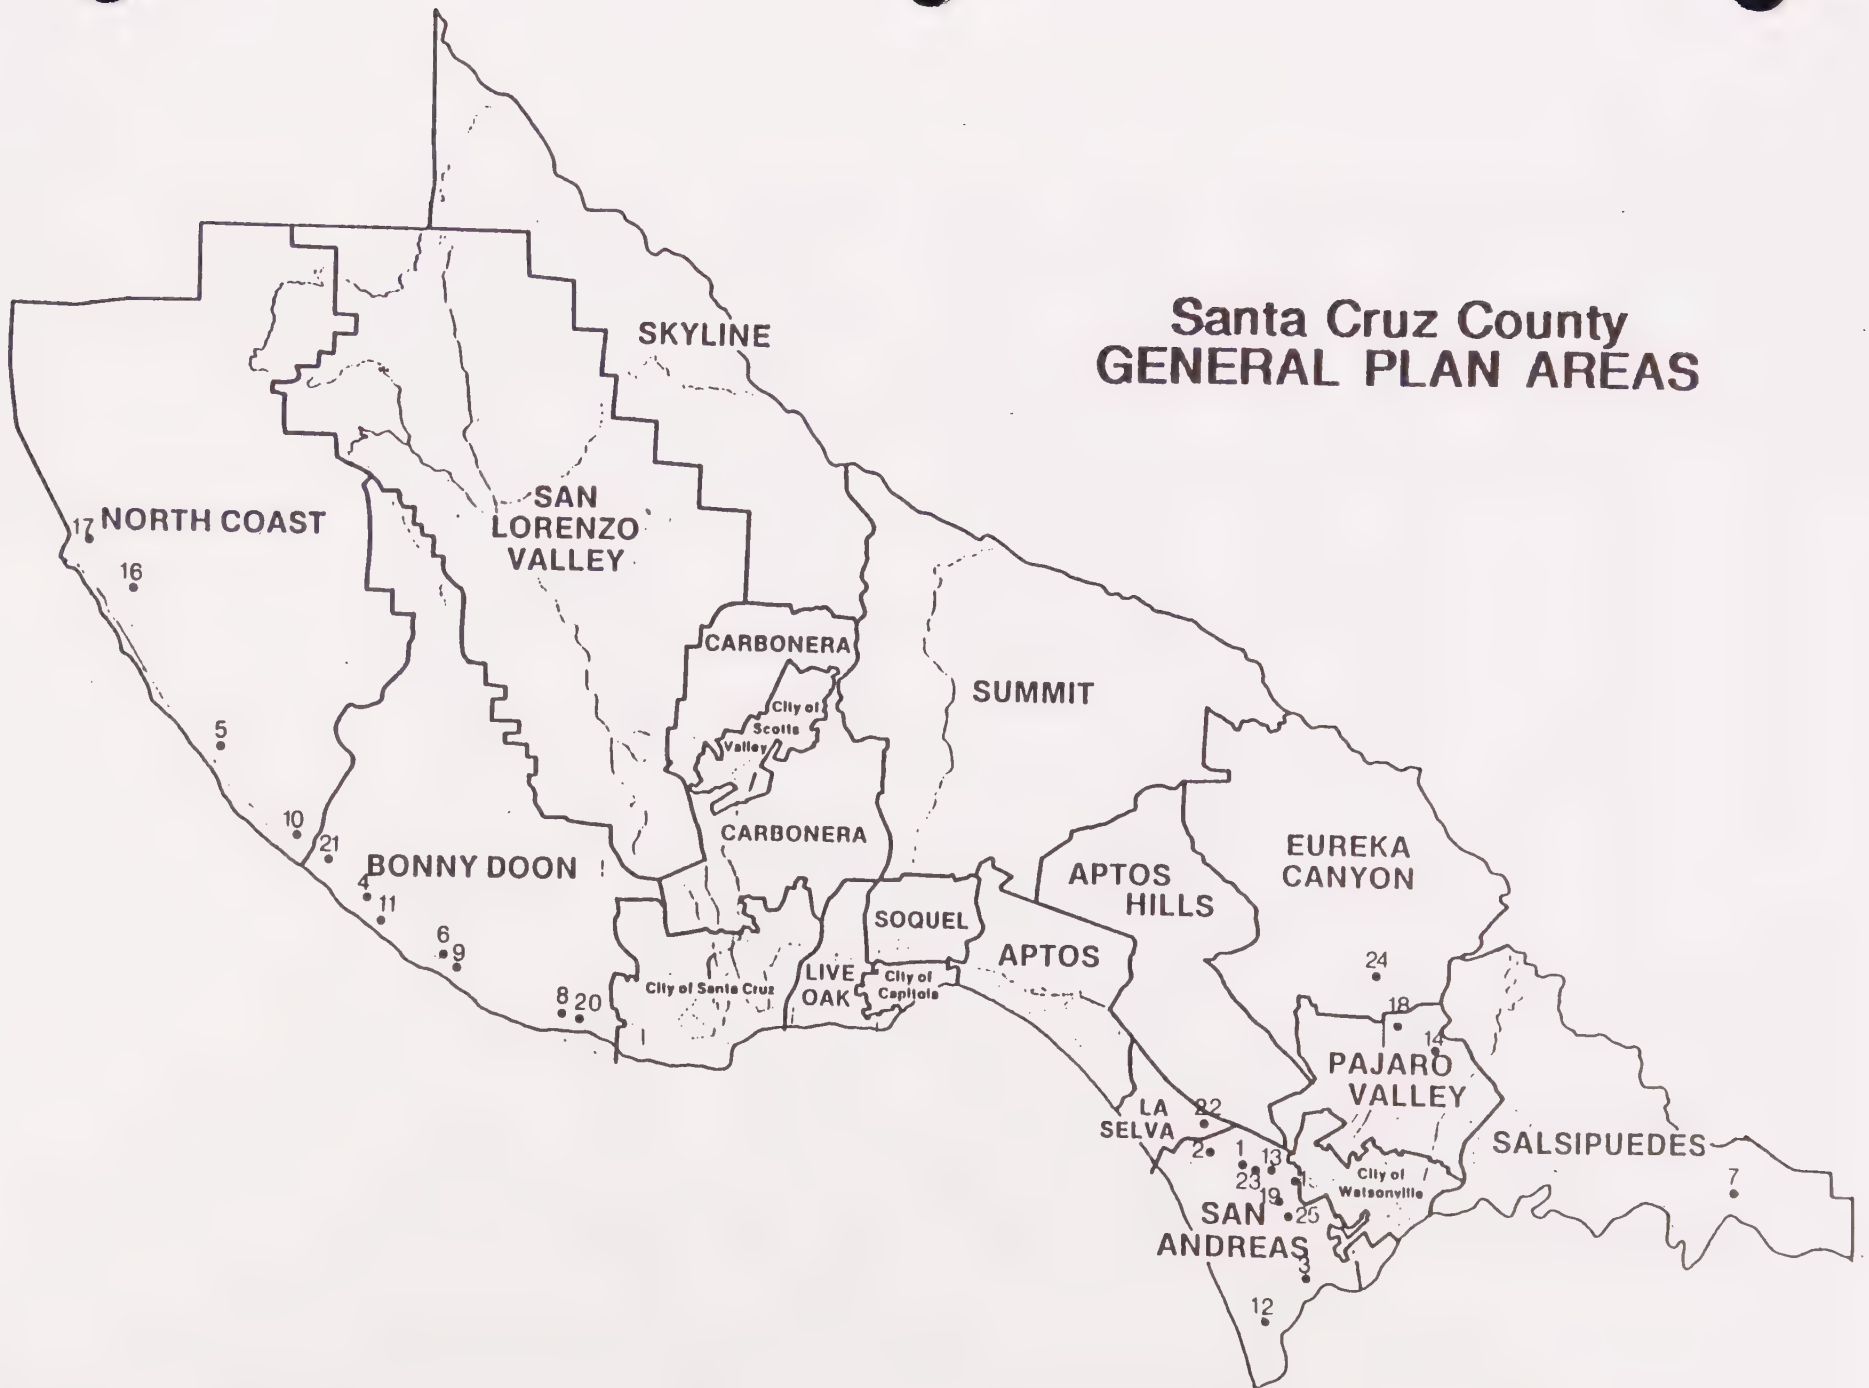 Santa Cruz County
GENERAL PLAN AREAS
SKYLINE
SAN
LORENZO
VALLEY
17
NORTH COAST
16
CARBONERA
City of
Scotts
Valley
SUMMIT
5
10
21
CARBONERA
BONNY DOON
4
11
6
9
8
20
EUREKA
CANYON
APTOS
HILLS
SOQUEL
APTOS
LIVE
OAK
City of
Capitola
City of Santa Cruz
24
18
14
PAJARO
VALLEY
LA
SELVA
22
2
1
23
13
19
25
SALSIPUEDES
7
City of
Watsonville
SAN
ANDREAS
3
12